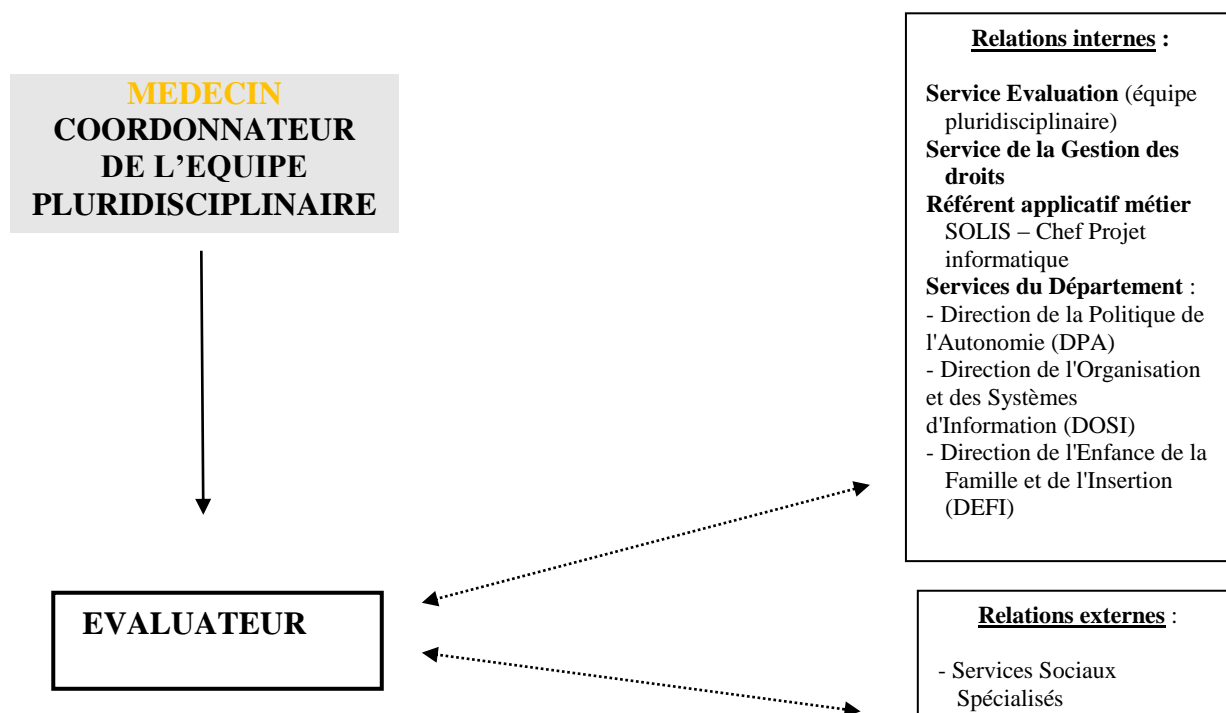 MEDECIN
COORDONNATEUR
DE L'EQUIPE
PLURIDISCIPLINAIRE
EVALUATEUR
Relations internes :
Service Evaluation (équipe
pluridisciplinaire)
Service de la Gestion des
droits
Référent applicatif métier
SOLIS – Chef Projet
informatique
Services du Département :
- Direction de la Politique de
l'Autonomie (DPA)
- Direction de l'Organisation
et des Systèmes
d'Information (DOSI)
- Direction de l'Enfance de la
Famille et de l'Insertion
(DEFI)
Relations externes :
- Services Sociaux
Spécialisés